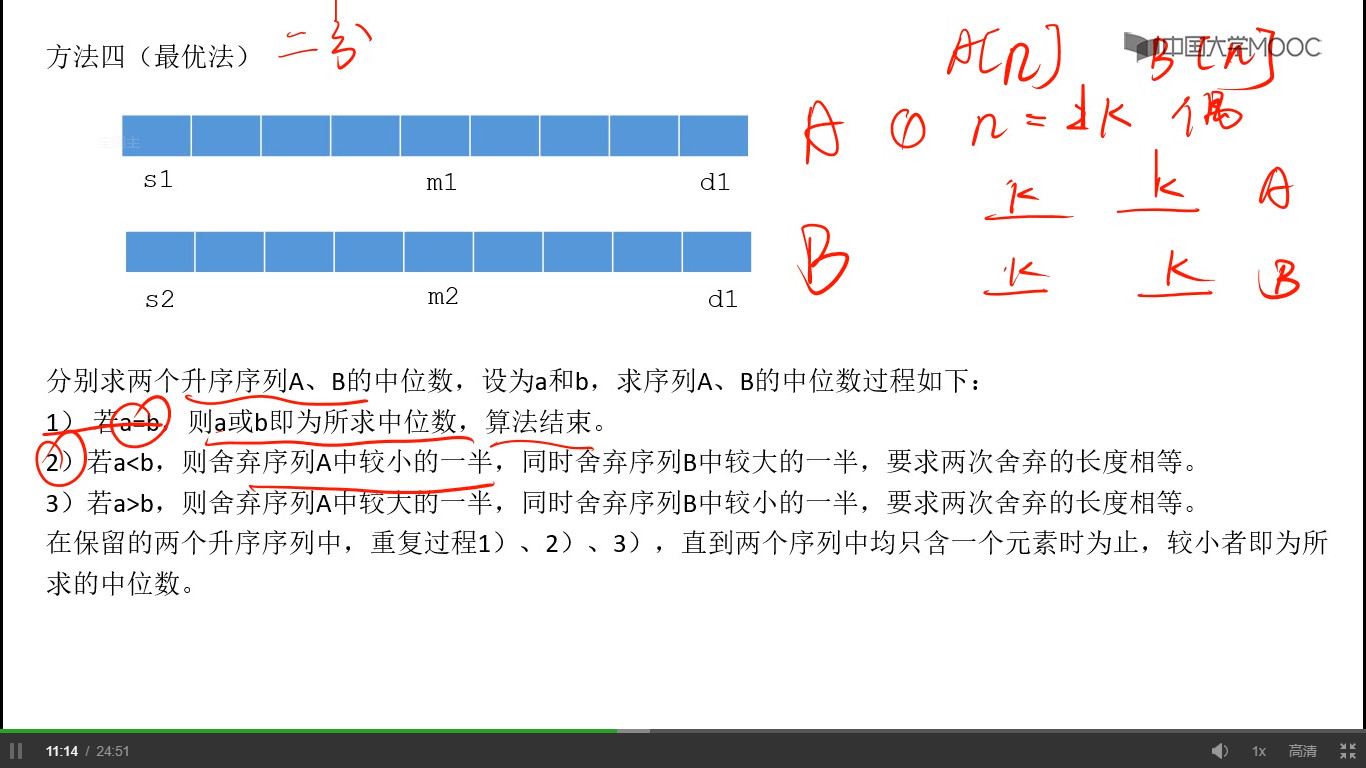 方法四（最优法） 二分
A[n] B[n]
中国大学MOOC
A ① n = 2K 偶
s1 m1 d1
k k A
B
k k B
s2 m2 d1
分别求两个升序序列A、B的中位数，设为a和b，求序列A、B的中位数过程如下：
1） 若a=b，则a或b即为所求中位数，算法结束。
2）若a<b，则舍弃序列A中较小的一半，同时舍弃序列B中较大的一半，要求两次舍弃的长度相等。
3）若a>b，则舍弃序列A中较大的一半，同时舍弃序列B中较小的一半，要求两次舍弃的长度相等。
在保留的两个升序序列中，重复过程1）、2）、3），直到两个序列中均只含一个元素时为止，较小者即为所
求的中位数。
11:14 / 24:51 1x 高清